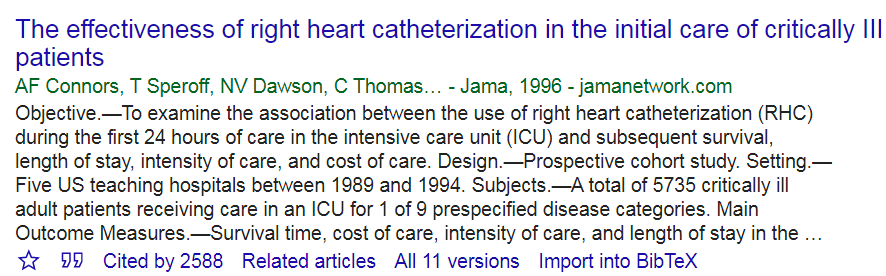 The effectiveness of right heart catheterization in the initial care of critically III
patients
AF Connors, T Speroff, NV Dawson, C Thomas… - Jama, 1996 - jamanetwork.com
Objective.—To examine the association between the use of right heart catheterization (RHC)
during the first 24 hours of care in the intensive care unit (ICU) and subsequent survival,
length of stay, intensity of care, and cost of care. Design.—Prospective cohort study. Setting.—
Five US teaching hospitals between 1989 and 1994. Subjects.—A total of 5735 critically ill
adult patients receiving care in an ICU for 1 of 9 prespecified disease categories. Main
Outcome Measures.—Survival time, cost of care, intensity of care, and length of stay in the …
Cited by 2588 Related articles All 11 versions Import into BibTeX